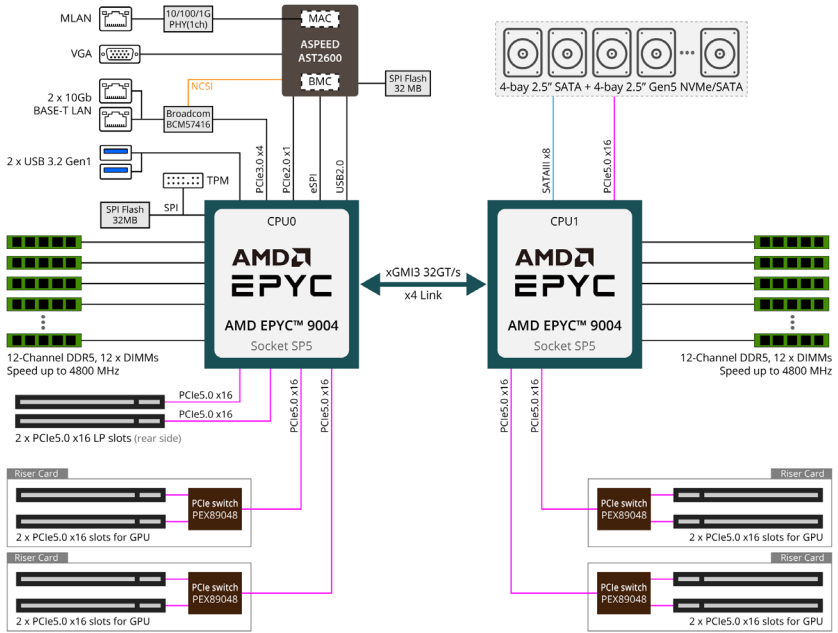 MLAN
10/100/1G
PHY(1ch)
MAC
ASPEED
AST2600
BMC
VGA
SPI Flash
32 MB
NCSI
2 x 10Gb
BASE-T LAN
Broadcom
BCM57416
2 x USB 3.2 Gen1
TPM
SPI Flash
32MB
SPI
PCIe3.0 x4
PCIe2.0 x1
eSPI
USB2.0
4-bay 2.5” SATA + 4-bay 2.5” Gen5 NVMe/SATA
SATAIII x8
PCIe5.0 x16
CPU0
AMD
EPYC
AMD EPYC™ 9004
Socket SP5
xGMI3 32GT/s
x4 Link
CPU1
AMD
EPYC
AMD EPYC™ 9004
Socket SP5
12-Channel DDR5, 12 x DIMMs
Speed up to 4800 MHz
12-Channel DDR5, 12 x DIMMs
Speed up to 4800 MHz
PCIe5.0 x16
PCIe5.0 x16
2 x PCIe5.0 x16 LP slots (rear side)
PCIe5.0 x16
PCIe5.0 x16
PCIe5.0 x16
PCIe5.0 x16
Riser Card
PCIe switch
PEX89048
2 x PCIe5.0 x16 slots for GPU
Riser Card
PCIe switch
PEX89048
2 x PCIe5.0 x16 slots for GPU
Riser Card
PCIe switch
PEX89048
2 x PCIe5.0 x16 slots for GPU
Riser Card
PCIe switch
PEX89048
2 x PCIe5.0 x16 slots for GPU